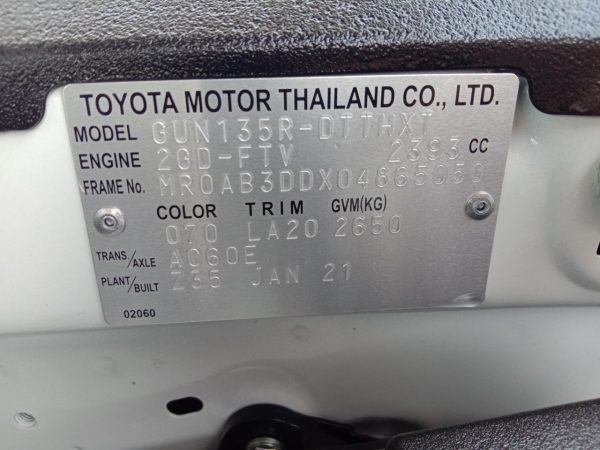 TOYOTA MOTOR THAILAND CO., LTD.
MODEL GUN135R-DTTHXT
ENGINE 2GD-FTV 2393 CC
FRAME No. MR0AB3DDX04865050
COLOR TRIM GVM(KG)
070 LA20 2650
TRANS./AXLE AC60E
PLANT/BUILT Z35 JAN 21
02060